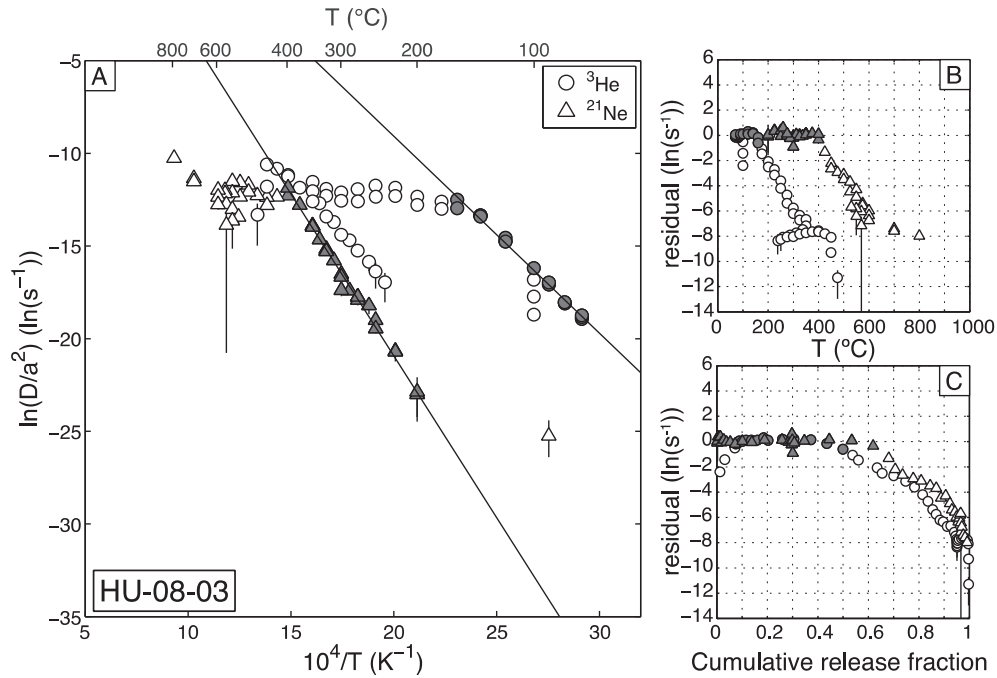 T (°C)
800 600 500 400 300 200 100
A
³He
²¹Ne
-5
-10
-15
-20
-25
-30
-35
ln(D/a²) (ln(s⁻¹))
HU-08-03
5 10 15 20 25 30
10⁴/T (K⁻¹)
B
6
4
2
0
-2
-4
-6
-8
-10
-12
-14
residual (ln(s⁻¹))
200 400 600 800 1000
T (°C)
C
6
4
2
0
-2
-4
-6
-8
-10
-12
-14
residual (ln(s⁻¹))
0 0.2 0.4 0.6 0.8 1
Cumulative release fraction